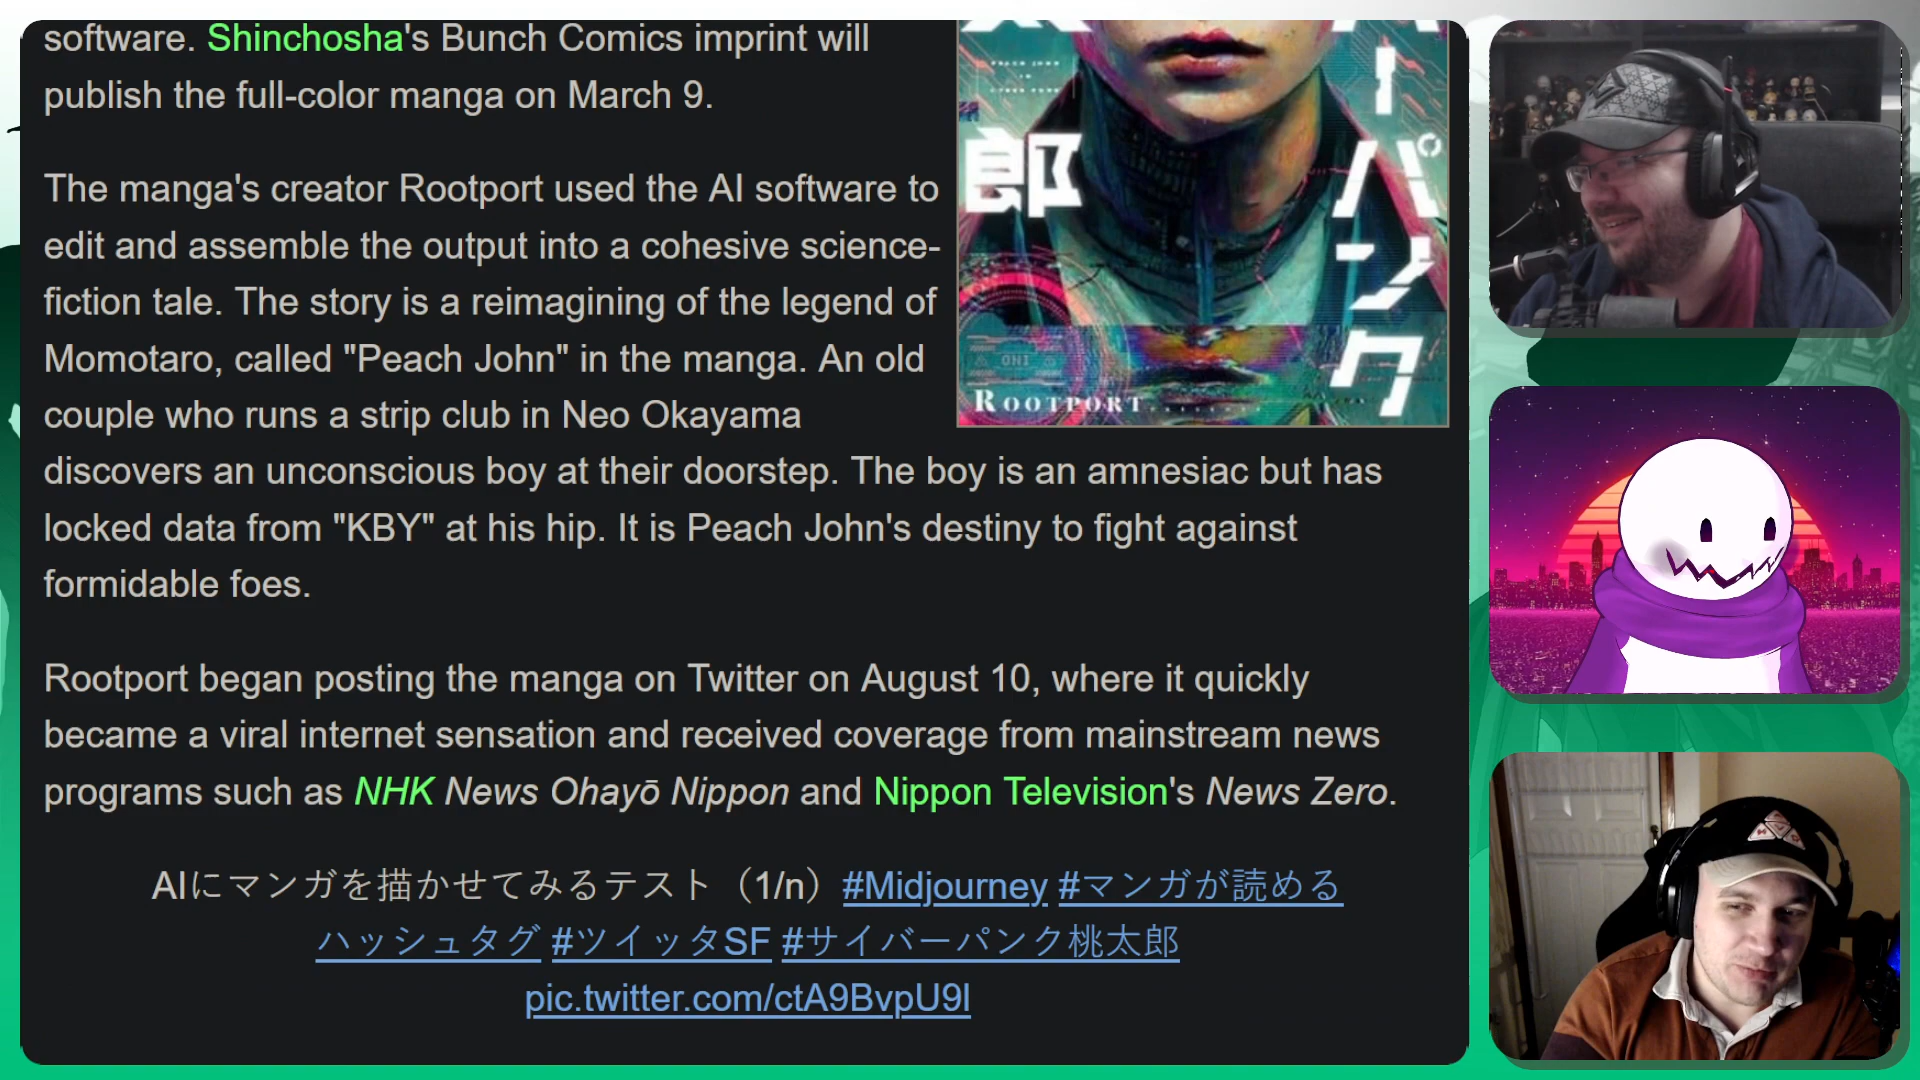 software. Shinchosha's Bunch Comics imprint will
publish the full-color manga on March 9.
The manga's creator Rootport used the AI software to
edit and assemble the output into a cohesive science-
fiction tale. The story is a reimagining of the legend of
Momotaro, called "Peach John" in the manga. An old
couple who runs a strip club in Neo Okayama
discovers an unconscious boy at their doorstep. The boy is an amnesiac but has
locked data from "KBY" at his hip. It is Peach John's destiny to fight against
formidable foes.
Rootport began posting the manga on Twitter on August 10, where it quickly
became a viral internet sensation and received coverage from mainstream news
programs such as NHK News Ohayō Nippon and Nippon Television's News Zero.
AIにマンガを描かせてみるテスト（1/n）#Midjourney #マンガが読める
ハッシュタグ #ツイッタSF #サイバーパンク桃太郎
pic.twitter.com/ctA9BvpU9l
ーパンク
郎
ONI
ROOTPORT